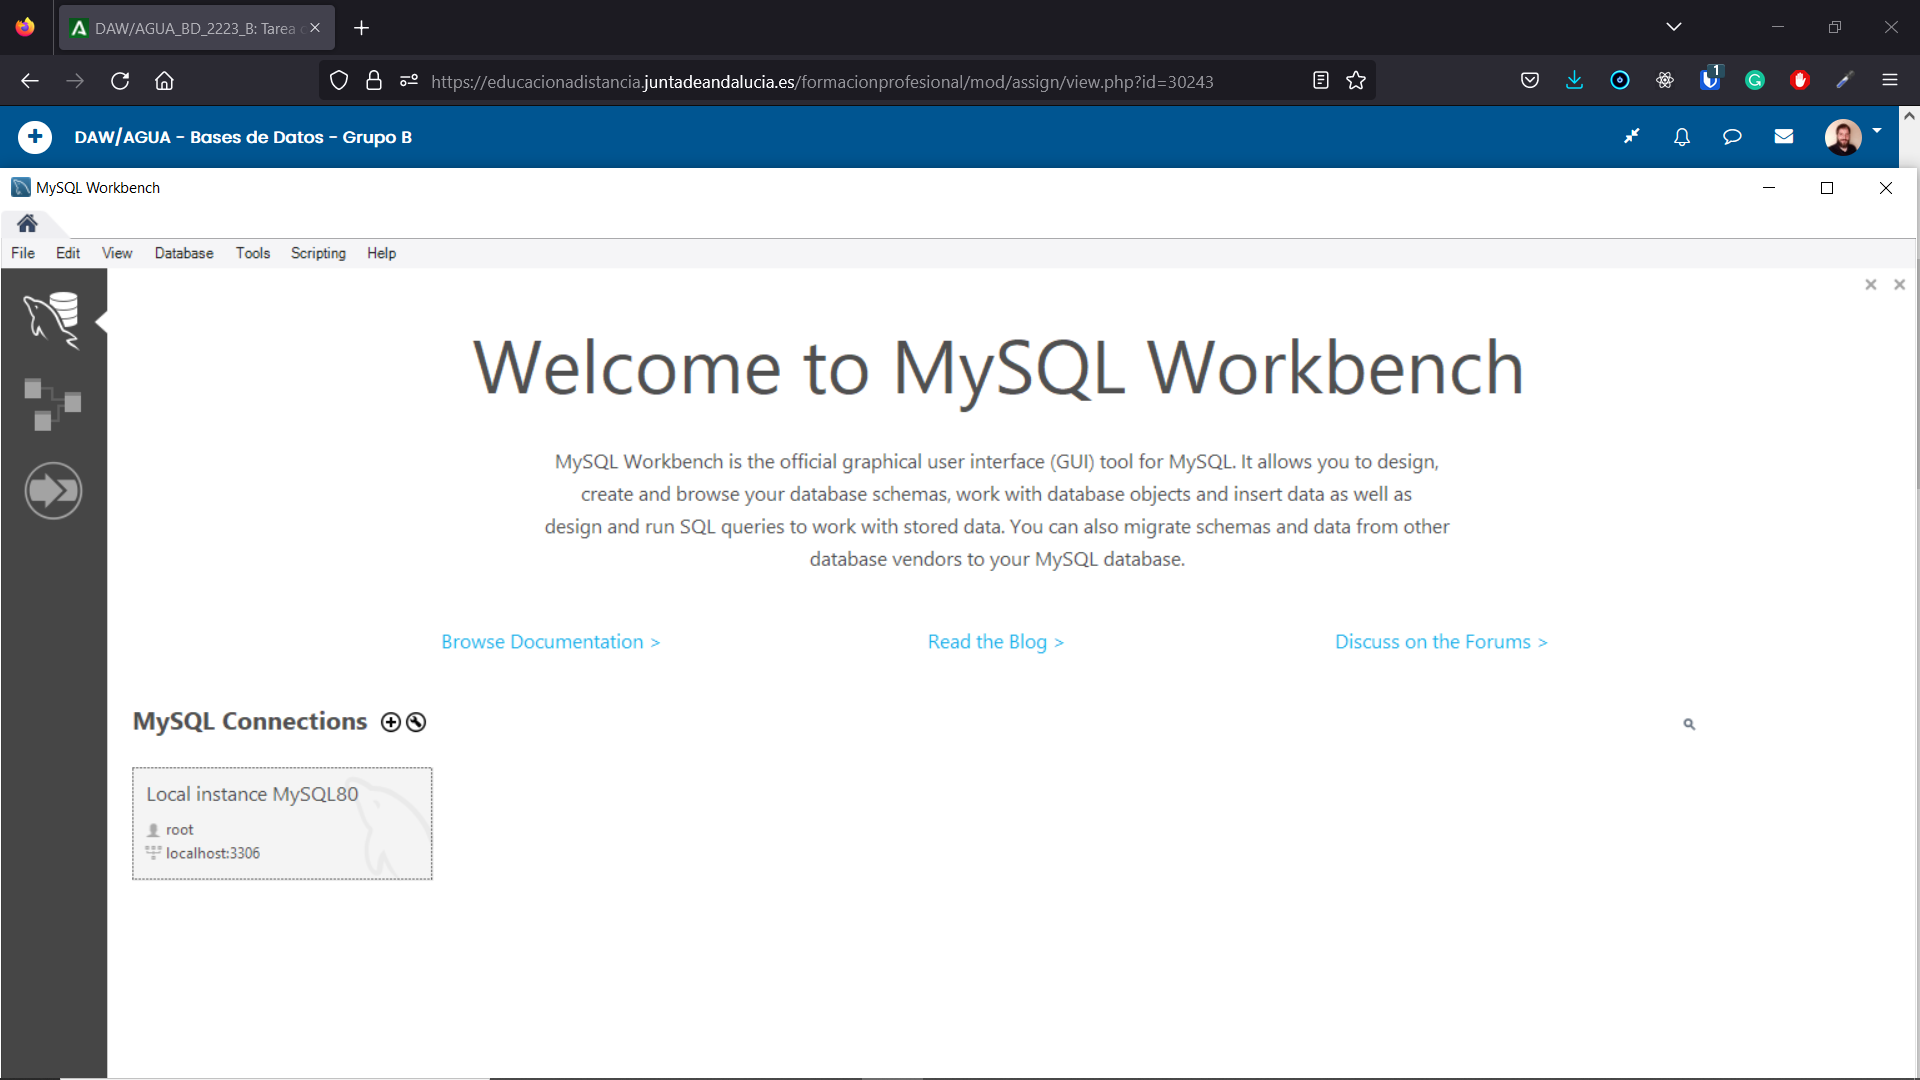 DAW/AGUA_BD_2223_B: Tarea
https://educacionadistancia.juntadeandalucia.es/formacionprofesional/mod/assign/view.php?id=30243
1
DAW/AGUA - Bases de Datos - Grupo B
MySQL Workbench
File Edit View Database Tools Scripting Help
Welcome to MySQL Workbench
MySQL Workbench is the official graphical user interface (GUI) tool for MySQL. It allows you to design,
create and browse your database schemas, work with database objects and insert data as well as
design and run SQL queries to work with stored data. You can also migrate schemas and data from other
database vendors to your MySQL database.
Browse Documentation > Read the Blog > Discuss on the Forums >
MySQL Connections
Local instance MySQL80
root
localhost:3306